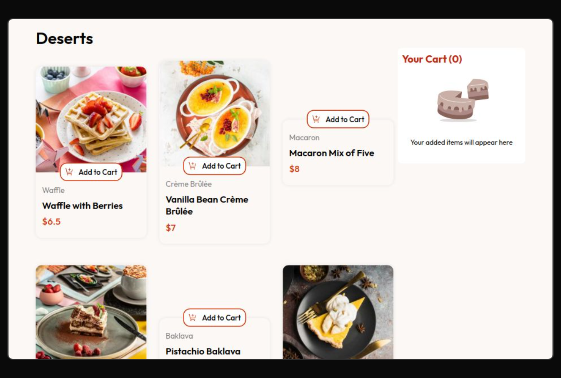 Deserts
Your Cart (0)
Your added items will appear here
Add to Cart
Waffle
Waffle with Berries
$6.5
Add to Cart
Crème Brûlée
Vanilla Bean Crème
Brûlée
$7
Add to Cart
Macaron
Macaron Mix of Five
$8
Add to Cart
Baklava
Pistachio Baklava